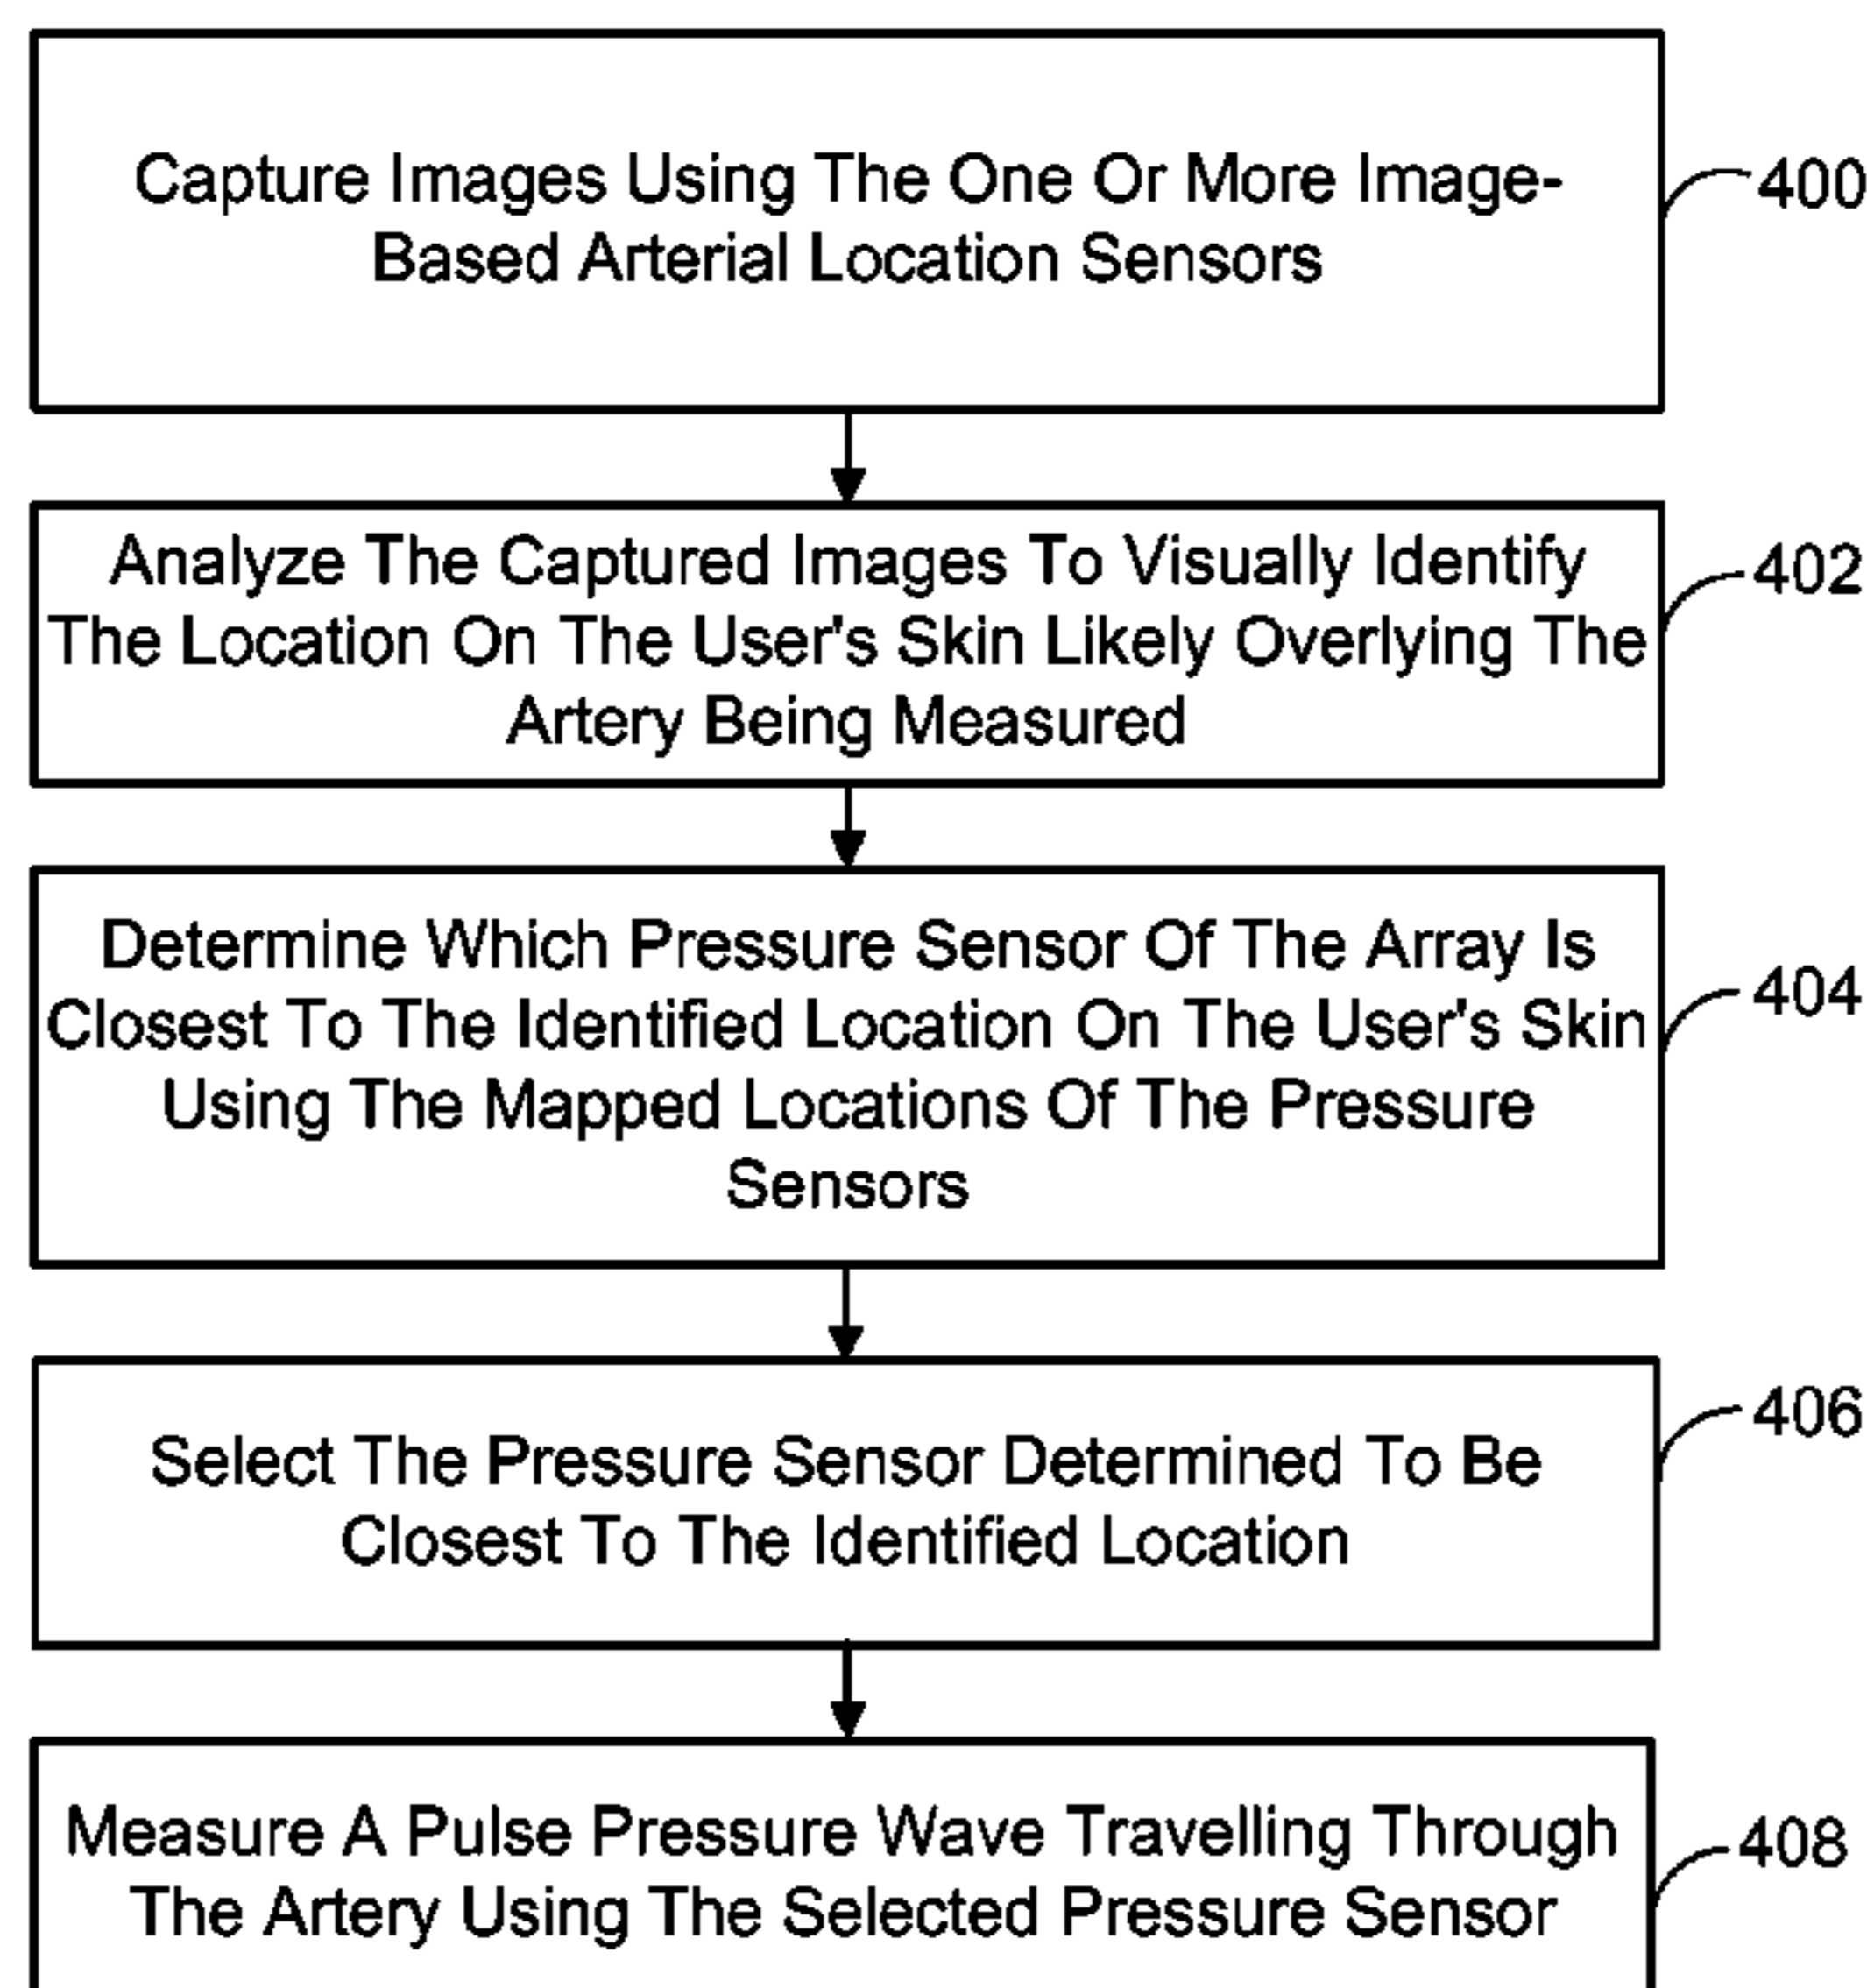 Capture Images Using The One Or More Image-
Based Arterial Location Sensors
400
Analyze The Captured Images To Visually Identify
The Location On The User's Skin Likely Overlying The
Artery Being Measured
402
Determine Which Pressure Sensor Of The Array Is
Closest To The Identified Location On The User's Skin
Using The Mapped Locations Of The Pressure
Sensors
404
Select The Pressure Sensor Determined To Be
Closest To The Identified Location
406
Measure A Pulse Pressure Wave Travelling Through
The Artery Using The Selected Pressure Sensor
408